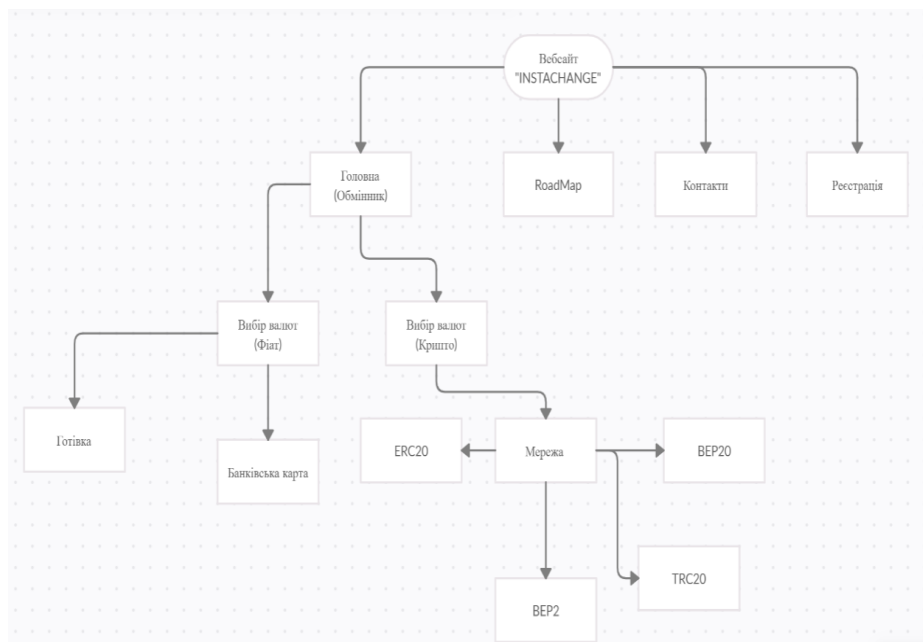 Вебсайт
"INSTACHANGE"
Головна
(Обмінник)
RoadMap
Контакти
Реєстрація
Вибір валют
(Фіат)
Вибір валют
(Крипто)
Готівка
Банківська карта
ERC20
Мережа
BEP20
BEP2
TRC20